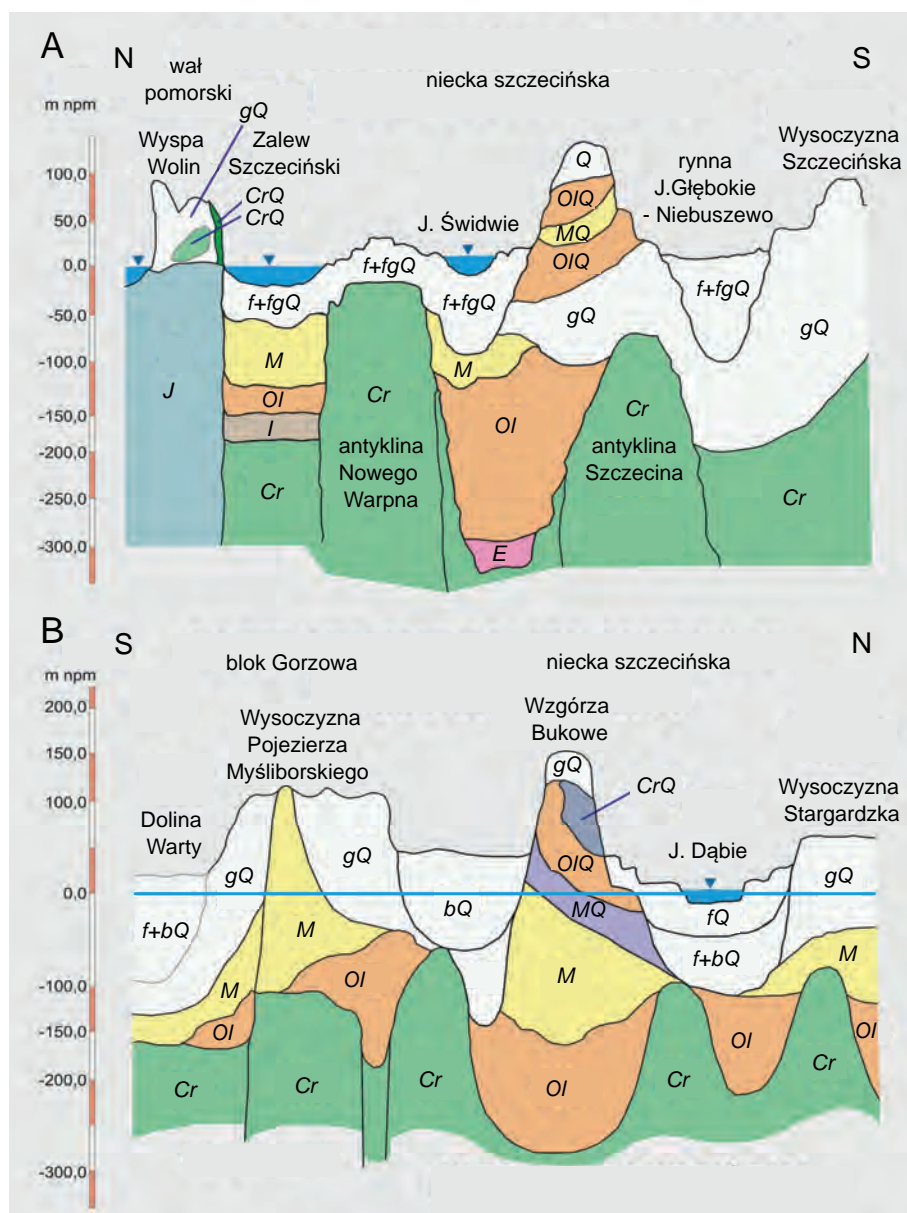 A
N
S
wał
pomorski
niecka szczecińska
m npm
gQ
Wyspa
Wolin
Zalew
Szczeciński
Wysoczyzna
Szczecińska
100,0
50,0
0.0
-50,0
-100,0
-150,0
-200,0
-250,0
-300,0
CrQ
CrQ
J. Świdwie
rynna
J.Głębokie
- Niebuszewo
Q
OlQ
MQ
OlQ
f+fgQ
f+fgQ
f+fgQ
f+fgQ
gQ
gQ
M
M
J
Ol
Ol
I
Cr
Cr
antyklina
Nowego
Warpna
Cr
antyklina
Szczecina
Cr
E
B
S
N
blok Gorzowa
niecka szczecińska
m npm
200,0
150,0
100,0
0,0
-100,0
-150,0
-200,0
-300,0
Wysoczyzna
Pojezierza
Myśliborskiego
Wzgórza
Bukowe
Dolina
Warty
Wysoczyzna
Stargardzka
J. Dąbie
gQ
CrQ
gQ
gQ
OlQ
gQ
bQ
MQ
fQ
f+bQ
f+bQ
M
M
M
M
Ol
Ol
Ol
Ol
Ol
Cr
Cr
Cr
Cr
Cr